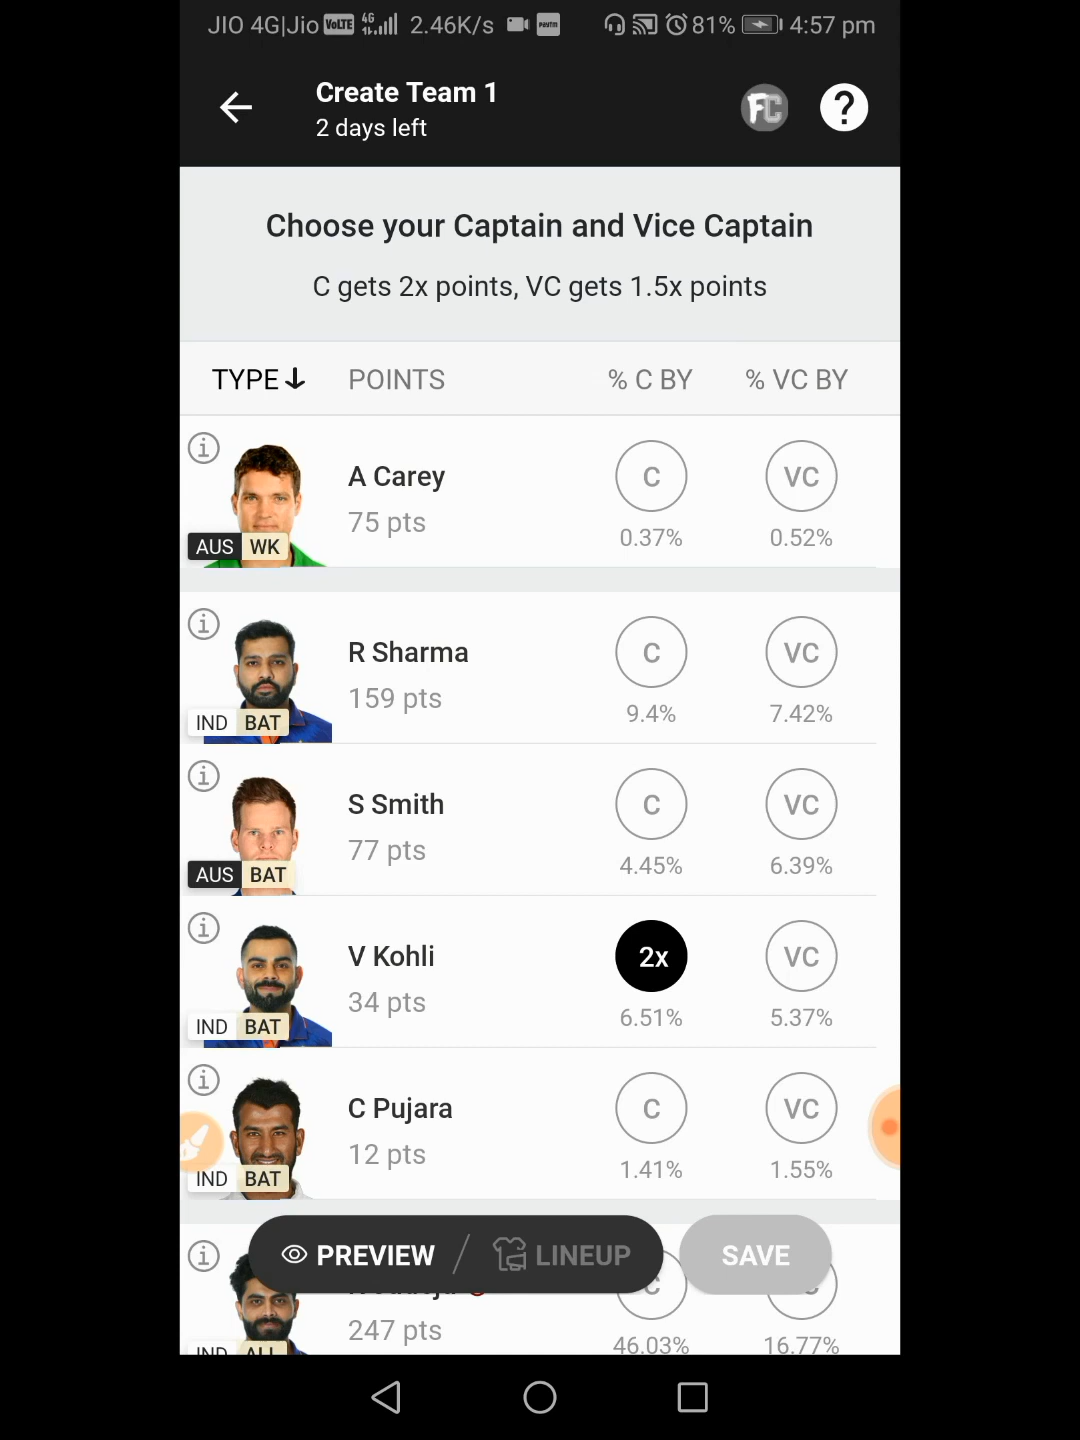 JIO 4G|Jio VoLTE 4G 2.46K/s paytm 81% 4:57 pm
Create Team 1
2 days left
FC ?
Choose your Captain and Vice Captain
C gets 2x points, VC gets 1.5x points
TYPE POINTS % C BY % VC BY
A Carey C VC
75 pts 0.37% 0.52%
AUS WK
R Sharma C VC
159 pts 9.4% 7.42%
IND BAT
S Smith C VC
77 pts 4.45% 6.39%
AUS BAT
V Kohli 2x VC
34 pts 6.51% 5.37%
IND BAT
C Pujara C VC
12 pts 1.41% 1.55%
IND BAT
PREVIEW / LINEUP SAVE
247 pts 46.03% 16.77%
IND ALL